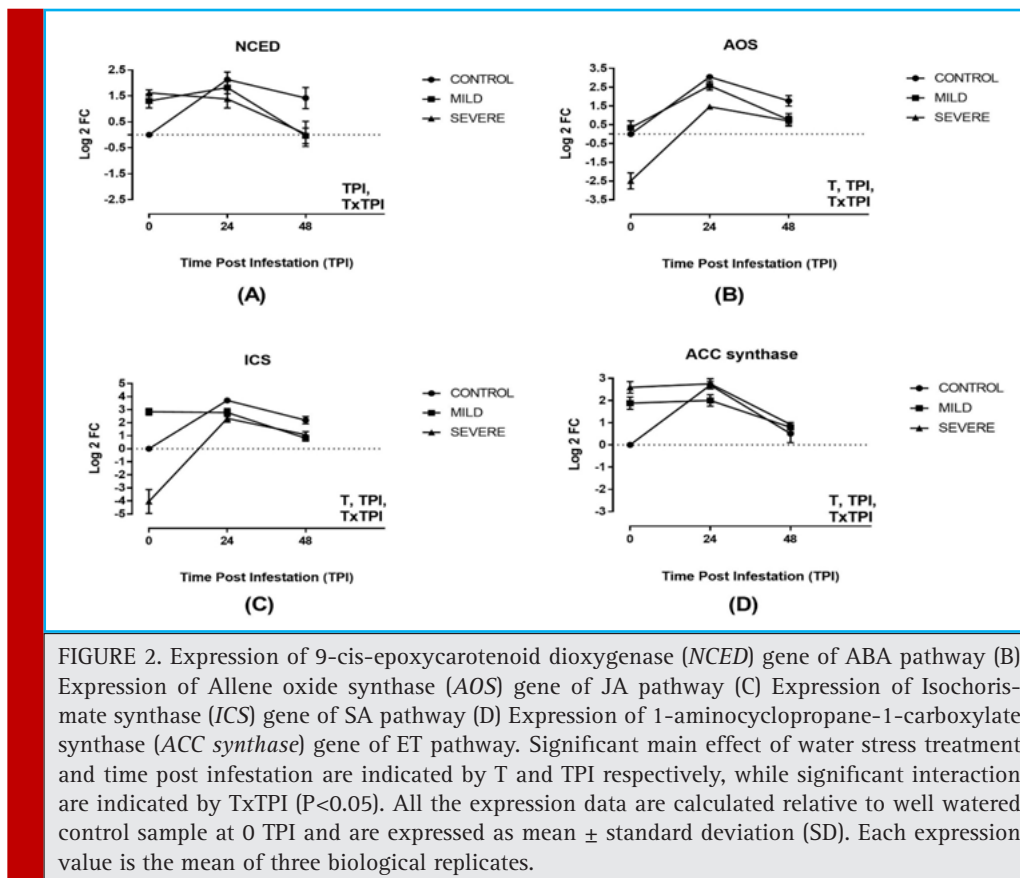 NCED
2.5
1.5
0.5
-0.5
-1.5
-2.5
Log 2 FC
CONTROL
MILD
SEVERE
TPI,
TxTPI
0 24 48
Time Post Infestation (TPI)
(A)
AOS
3.5
2.5
1.5
0.5
-0.5
-1.5
-2.5
-3.5
Log 2 FC
CONTROL
MILD
SEVERE
T, TPI,
TxTPI
0 24 48
Time Post Infestation (TPI)
(B)
ICS
5
4
3
2
1
0
-1
-2
-3
-4
-5
Log 2 FC
CONTROL
MILD
SEVERE
T, TPI,
TxTPI
0 24 48
Time Post Infestation (TPI)
(C)
ACC synthase
3
2
1
0
-1
-2
-3
Log 2 FC
CONTROL
MILD
SEVERE
T, TPI,
TxTPI
0 24 48
Time Post Infestation (TPI)
(D)
FIGURE 2. Expression of 9-cis-epoxycarotenoid dioxygenase (NCED) gene of ABA pathway (B)
Expression of Allene oxide synthase (AOS) gene of JA pathway (C) Expression of Isochoris-
mate synthase (ICS) gene of SA pathway (D) Expression of 1-aminocyclopropane-1-carboxylate
synthase (ACC synthase) gene of ET pathway. Significant main effect of water stress treatment
and time post infestation are indicated by T and TPI respectively, while significant interaction
are indicated by TxTPI (P<0.05). All the expression data are calculated relative to well watered
control sample at 0 TPI and are expressed as mean ± standard deviation (SD). Each expression
value is the mean of three biological replicates.